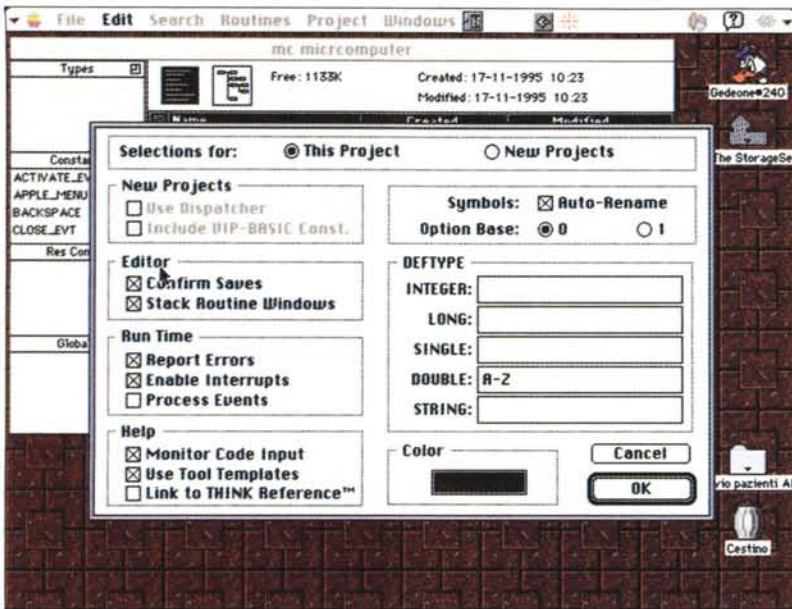 File Edit Search Routines Project Windows
mc micrcomputer
Types
Free: 1133K
Created: 17-11-1995 10:23
Modified: 17-11-1995 10:23
Name Created Modified
Gedeone•240
The StorageSe
Consta
ACTIVATE_EV
APPLE_MENU
BACKSPACE
CLOSE_EVT
Res Con
Globa
Selections for: This Project New Projects
New Projects
Use Dispatcher
Include VIP-BASIC Const.
Symbols: Auto-Rename
Option Base: 0 1
Editor
Confirm Saves
Stack Routine Windows
DEFTYPE
INTEGER:
LONG:
SINGLE:
DOUBLE: A-Z
STRING:
Run Time
Report Errors
Enable Interrupts
Process Events
Help
Monitor Code Input
Use Tool Templates
Link to THINK Reference™
Color
Cancel
OK
vio pazienti A
Cestino